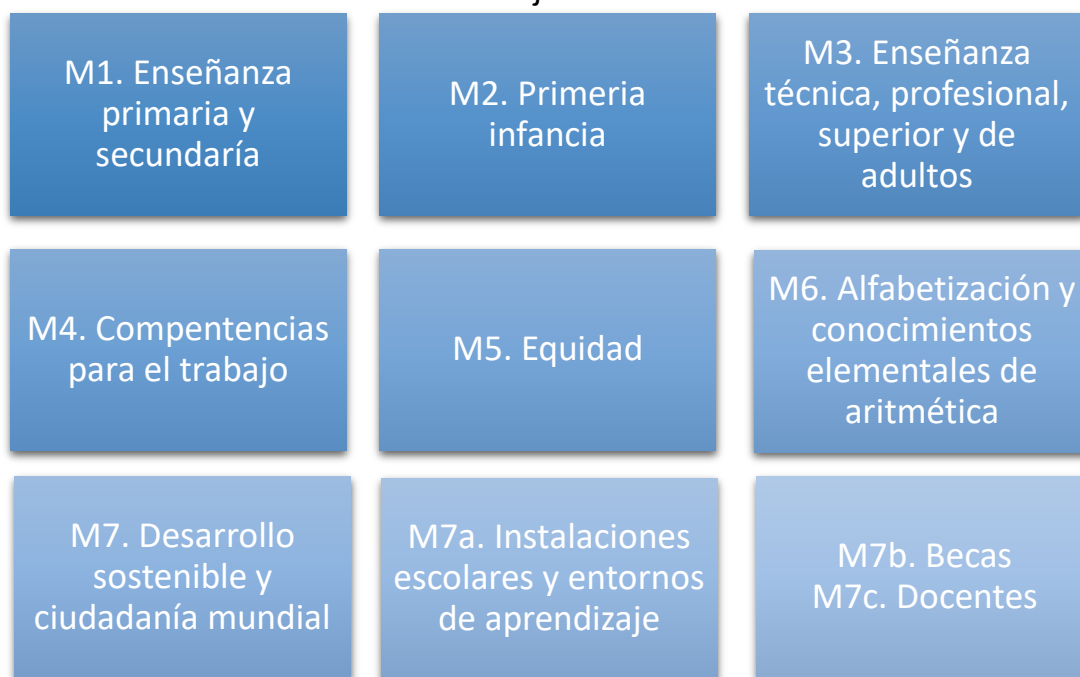 M1. Enseñanza
primaria y
secundaría
M2. Primeria
infancia
M3. Enseñanza
técnica, profesional,
superior y de
adultos
M4. Compentencias
para el trabajo
M5. Equidad
M6. Alfabetización y
conocimientos
elementales de
aritmética
M7. Desarrollo
sostenible y
ciudadanía mundial
M7a. Instalaciones
escolares y entornos
de aprendizaje
M7b. Becas
M7c. Docentes